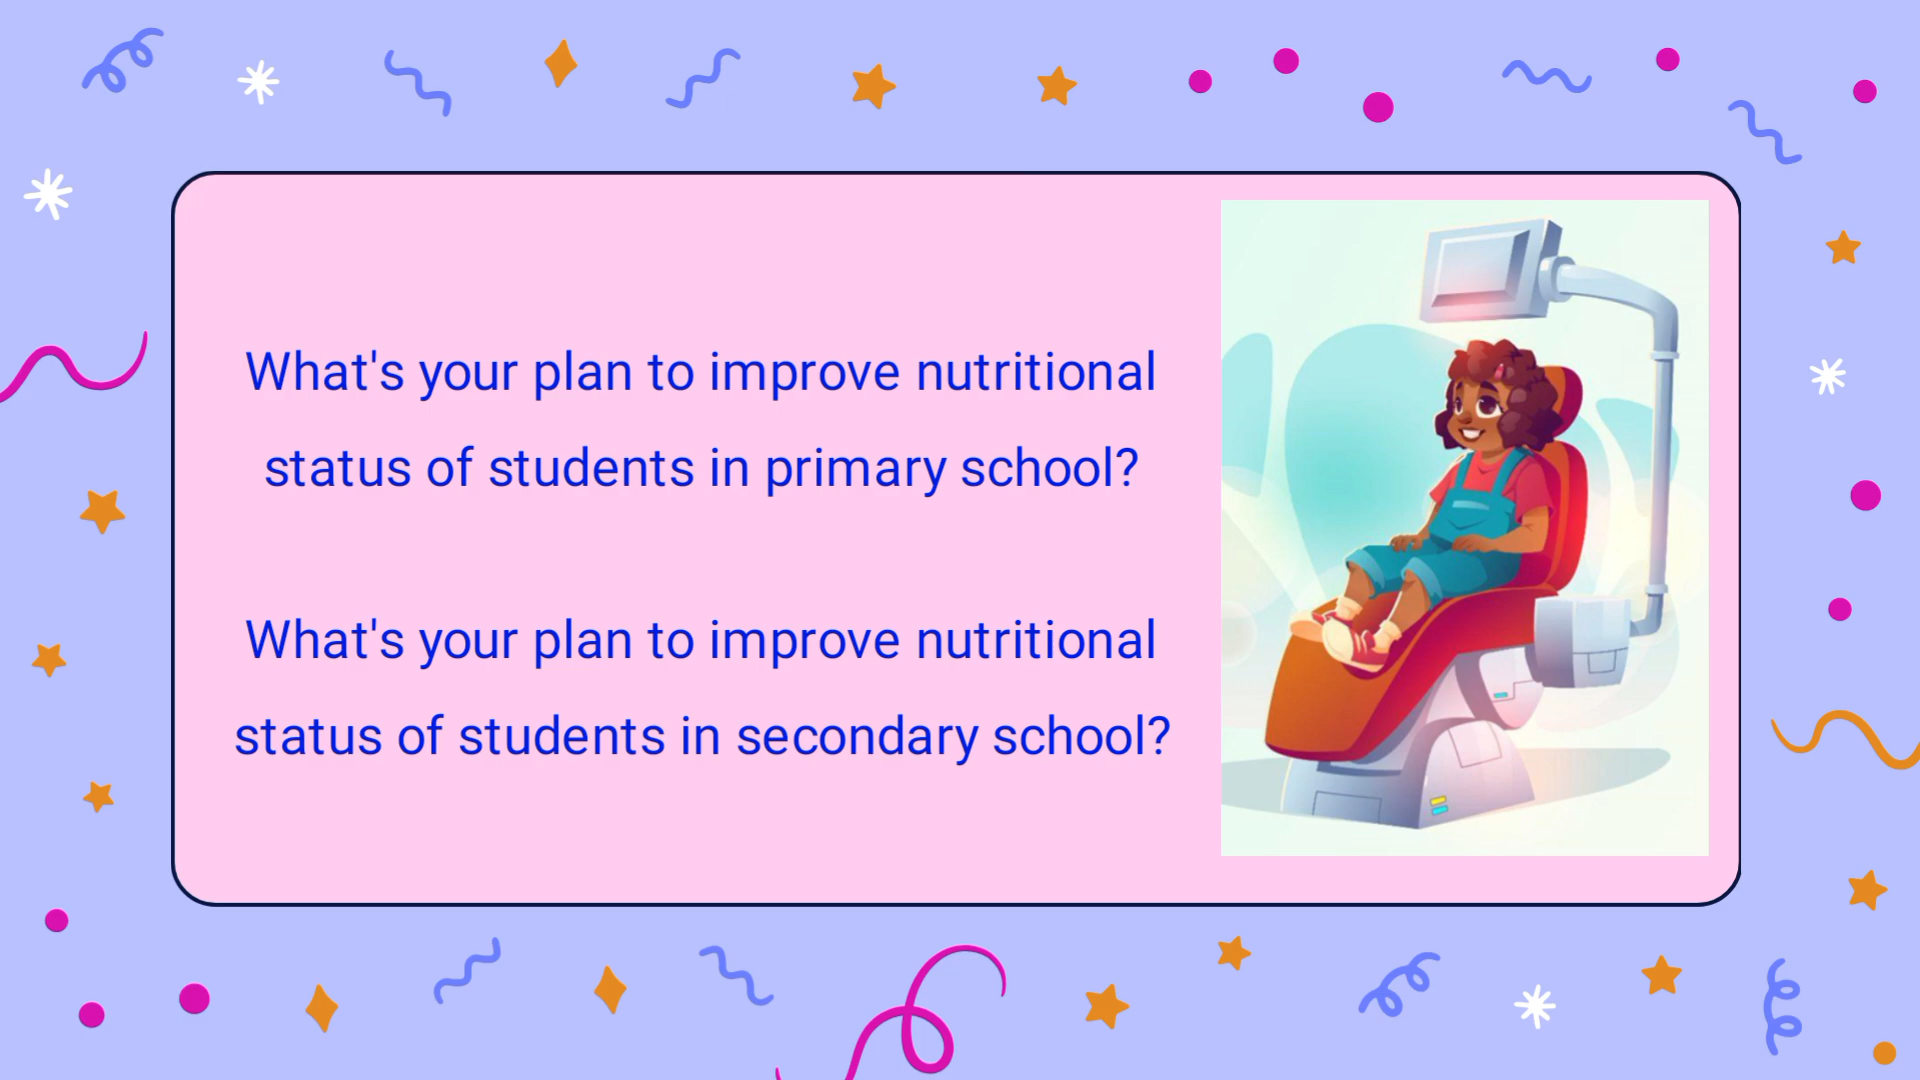 What's your plan to improve nutritional
status of students in primary school?
What's your plan to improve nutritional
status of students in secondary school?